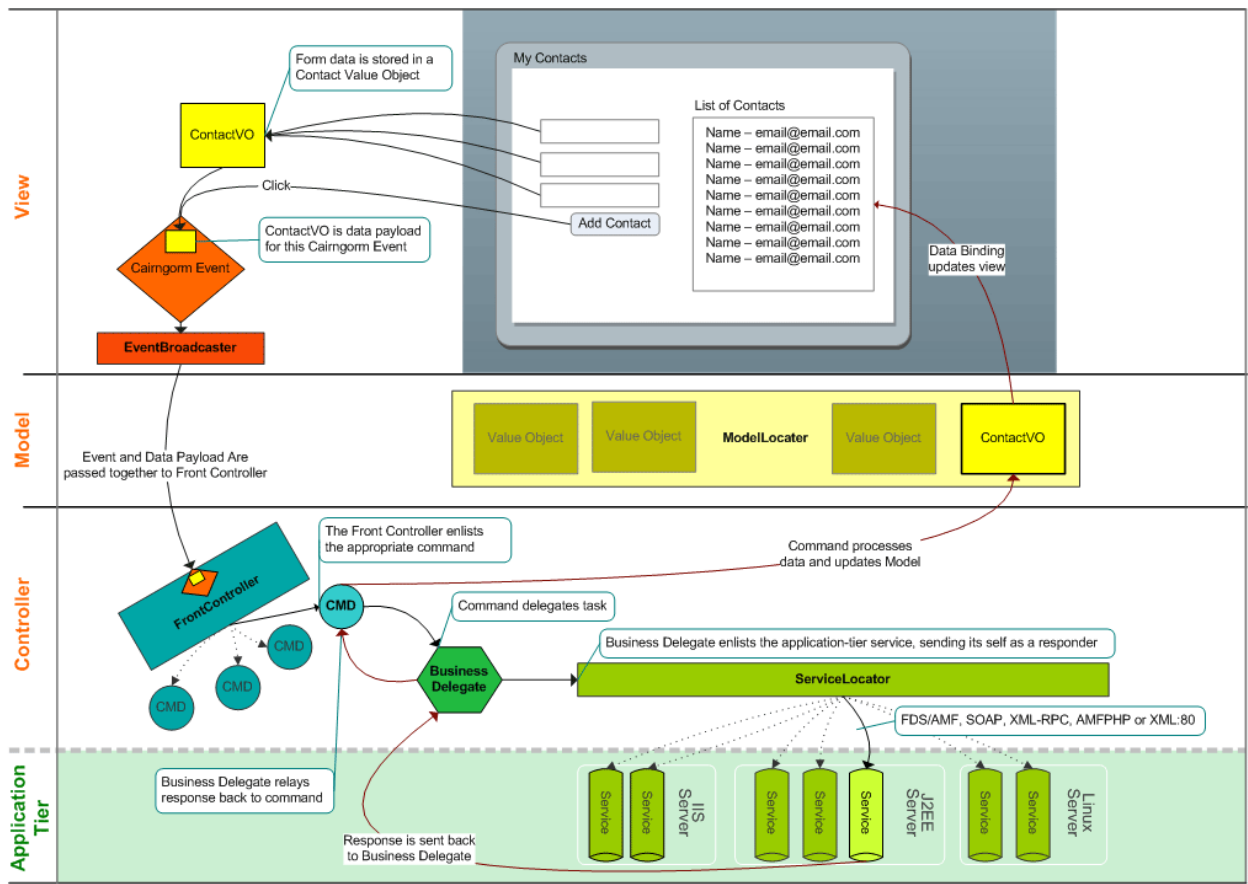 View
Form data is stored in a
Contact Value Object
ContactVO
Click
ContactVO is data payload
for this Cairngorm Event
Cairngorm Event
EventBroadcaster
My Contacts
List of Contacts
Name – email@email.com
Name – email@email.com
Name – email@email.com
Name – email@email.com
Name – email@email.com
Name – email@email.com
Name – email@email.com
Name – email@email.com
Name – email@email.com
Add Contact
Data Binding
updates view
Model
Value Object
Value Object
ModelLocater
Value Object
ContactVO
Event and Data Payload Are
passed together to Front Controller
Controller
The Front Controller enlists
the appropriate command
Command processes
data and updates Model
FrontController
CMD
Command delegates task
CMD
CMD
CMD
Business
Delegate
Business Delegate enlists the application-tier service, sending its self as a responder
ServiceLocator
FDS/AMF, SOAP, XML-RPC, AMFPHP or XML:80
Application
Tier
Business Delegate relays
response back to command
Response is sent back
to Business Delegate
Service
Service
IIS
Server
Service
Service
Service
J2EE
Server
Service
Service
Linux
Server